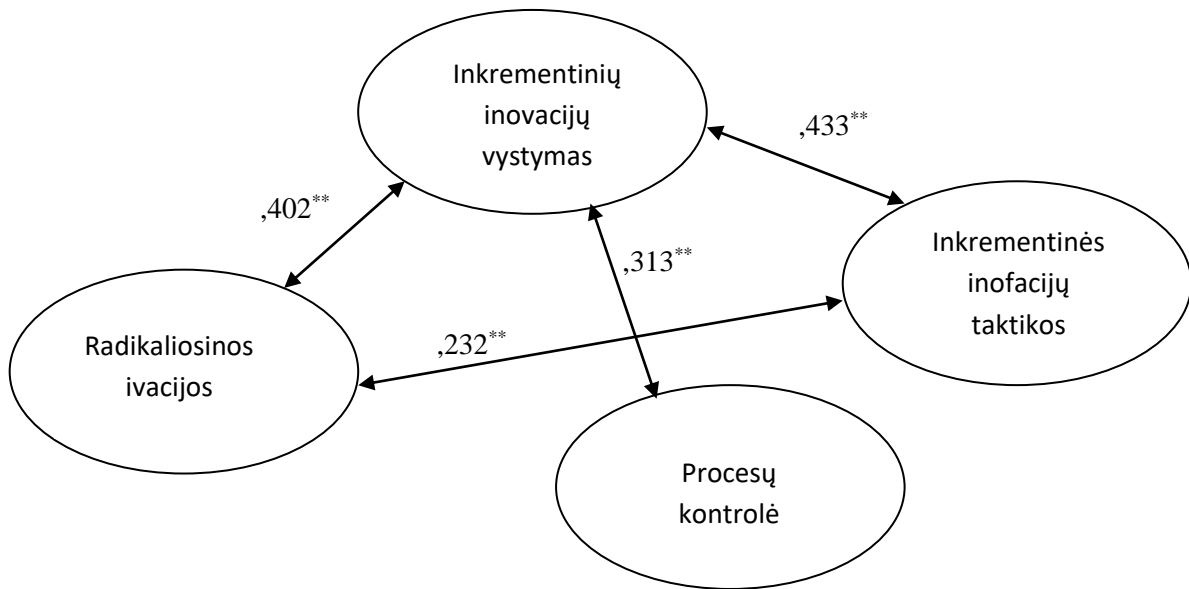 Inkrementinių
inovacijų
vystymas
,433**
,402**
Inkrementinės
inofacijų
taktikos
,313**
Radikaliosinos
ivacijos
,232**
Procesų
kontrolė